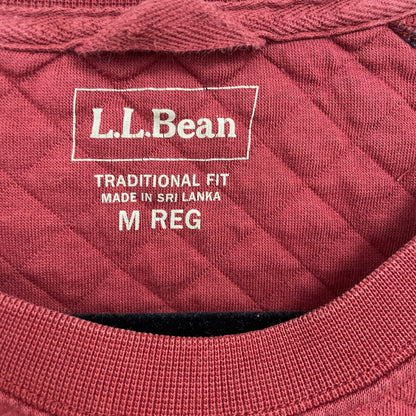 L.L.Bean
TRADITIONAL FIT
MADE IN SRI LANKA
M REG